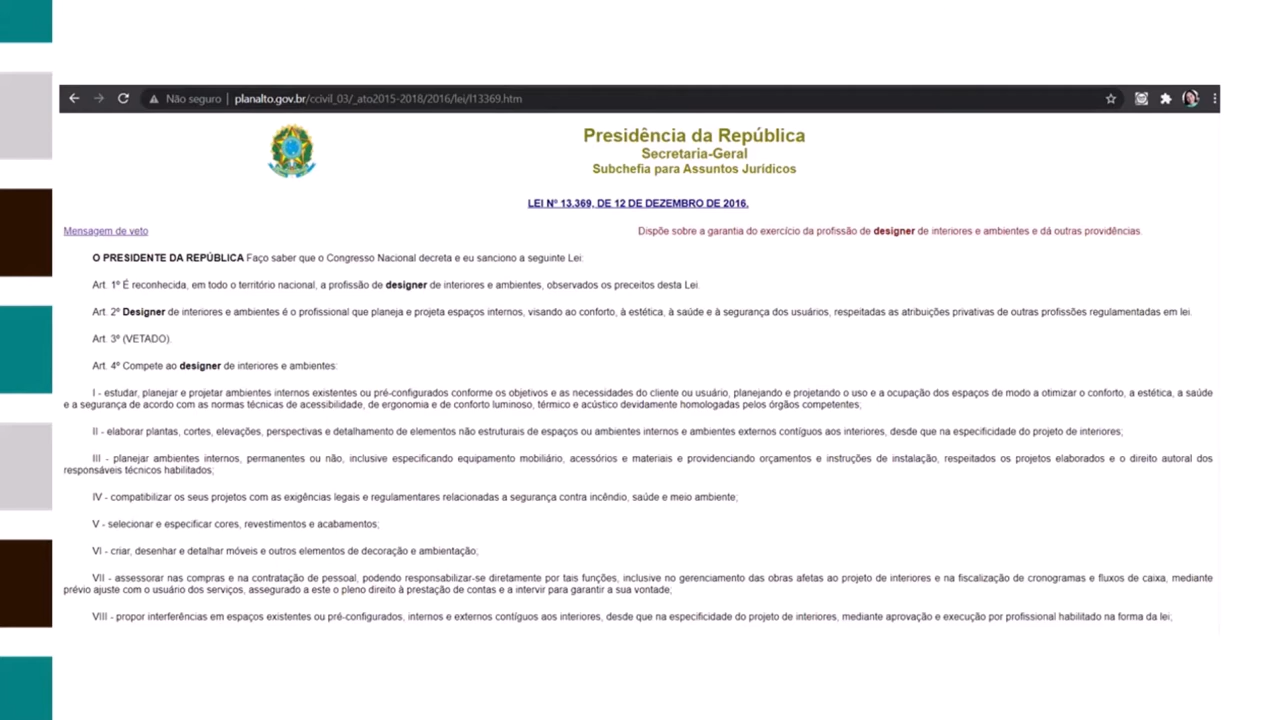 Não seguro | planalto.gov.br/ccivil_03/_ato2015-2018/2016/lei/l13369.htm
Presidência da República
Secretaria-Geral
Subchefia para Assuntos Jurídicos
LEI Nº 13.369, DE 12 DE DEZEMBRO DE 2016.
Mensagem de veto
Dispõe sobre a garantia do exercício da profissão de designer de interiores e ambientes e dá outras providências.
O PRESIDENTE DA REPÚBLICA Faço saber que o Congresso Nacional decreta e eu sanciono a seguinte Lei:
Art. 1º É reconhecida, em todo o território nacional, a profissão de designer de interiores e ambientes, observados os preceitos desta Lei.
Art. 2º Designer de interiores e ambientes é o profissional que planeja e projeta espaços internos, visando ao conforto, à estética, à saúde e à segurança dos usuários, respeitadas as atribuições privativas de outras profissões regulamentadas em lei.
Art. 3º (VETADO).
Art. 4º Compete ao designer de interiores e ambientes:
I - estudar, planejar e projetar ambientes internos existentes ou pré-configurados conforme os objetivos e as necessidades do cliente ou usuário, planejando e projetando o uso e a ocupação dos espaços de modo a otimizar o conforto, a estética, a saúde
e a segurança de acordo com as normas técnicas de acessibilidade, de ergonomia e de conforto luminoso, térmico e acústico devidamente homologadas pelos órgãos competentes;
II - elaborar plantas, cortes, elevações, perspectivas e detalhamento de elementos não estruturais de espaços ou ambientes internos e ambientes externos contíguos aos interiores, desde que na especificidade do projeto de interiores;
III - planejar ambientes internos, permanentes ou não, inclusive especificando equipamento mobiliário, acessórios e materiais e providenciando orçamentos e instruções de instalação, respeitados os projetos elaborados e o direito autoral dos
responsáveis técnicos habilitados;
IV - compatibilizar os seus projetos com as exigências legais e regulamentares relacionadas a segurança contra incêndio, saúde e meio ambiente;
V - selecionar e especificar cores, revestimentos e acabamentos;
VI - criar, desenhar e detalhar móveis e outros elementos de decoração e ambientação;
VII - assessorar nas compras e na contratação de pessoal, podendo responsabilizar-se diretamente por tais funções, inclusive no gerenciamento das obras afetas ao projeto de interiores e na fiscalização de cronogramas e fluxos de caixa, mediante
prévio ajuste com o usuário dos serviços, assegurado a este o pleno direito à prestação de contas e a intervir para garantir a sua vontade;
VIII - propor interferências em espaços existentes ou pré-configurados, internos e externos contíguos aos interiores, desde que na especificidade do projeto de interiores, mediante aprovação e execução por profissional habilitado na forma da lei;